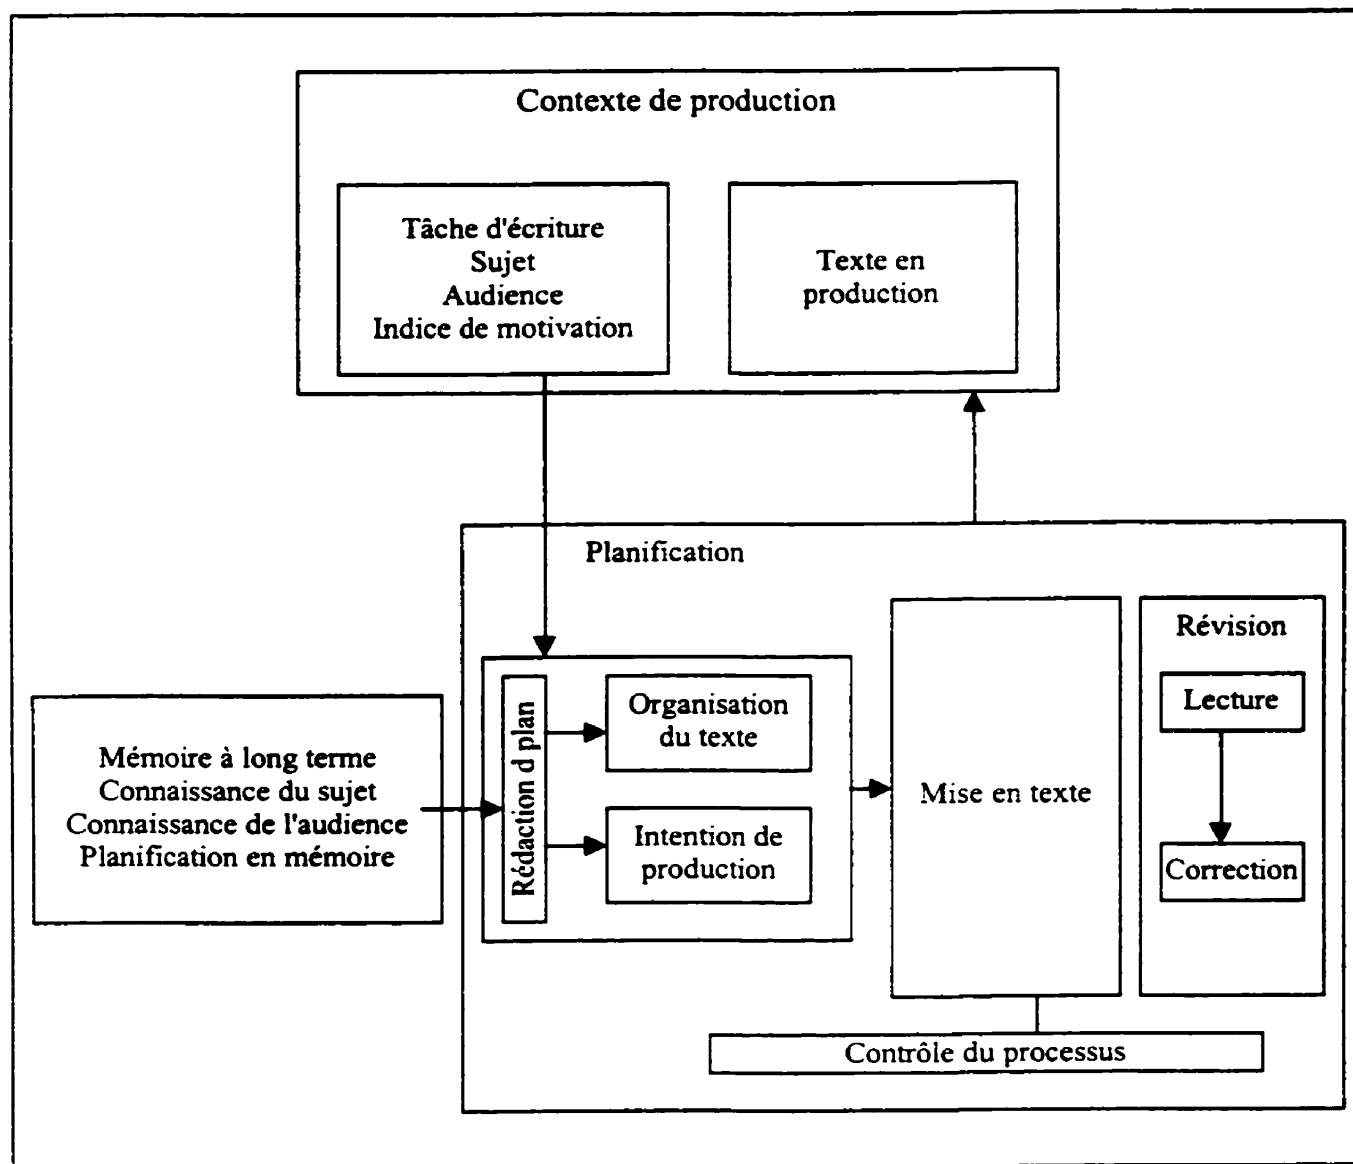 Contexte de production
Tâche d'écriture
Sujet
Audience
Indice de motivation
Texte en
production
Planification
Mémoire à long terme
Connaissance du sujet
Connaissance de l'audience
Planification en mémoire
Rédaction d plan
Organisation
du texte
Intention de
production
Mise en texte
Révision
Lecture
Correction
Contrôle du processus